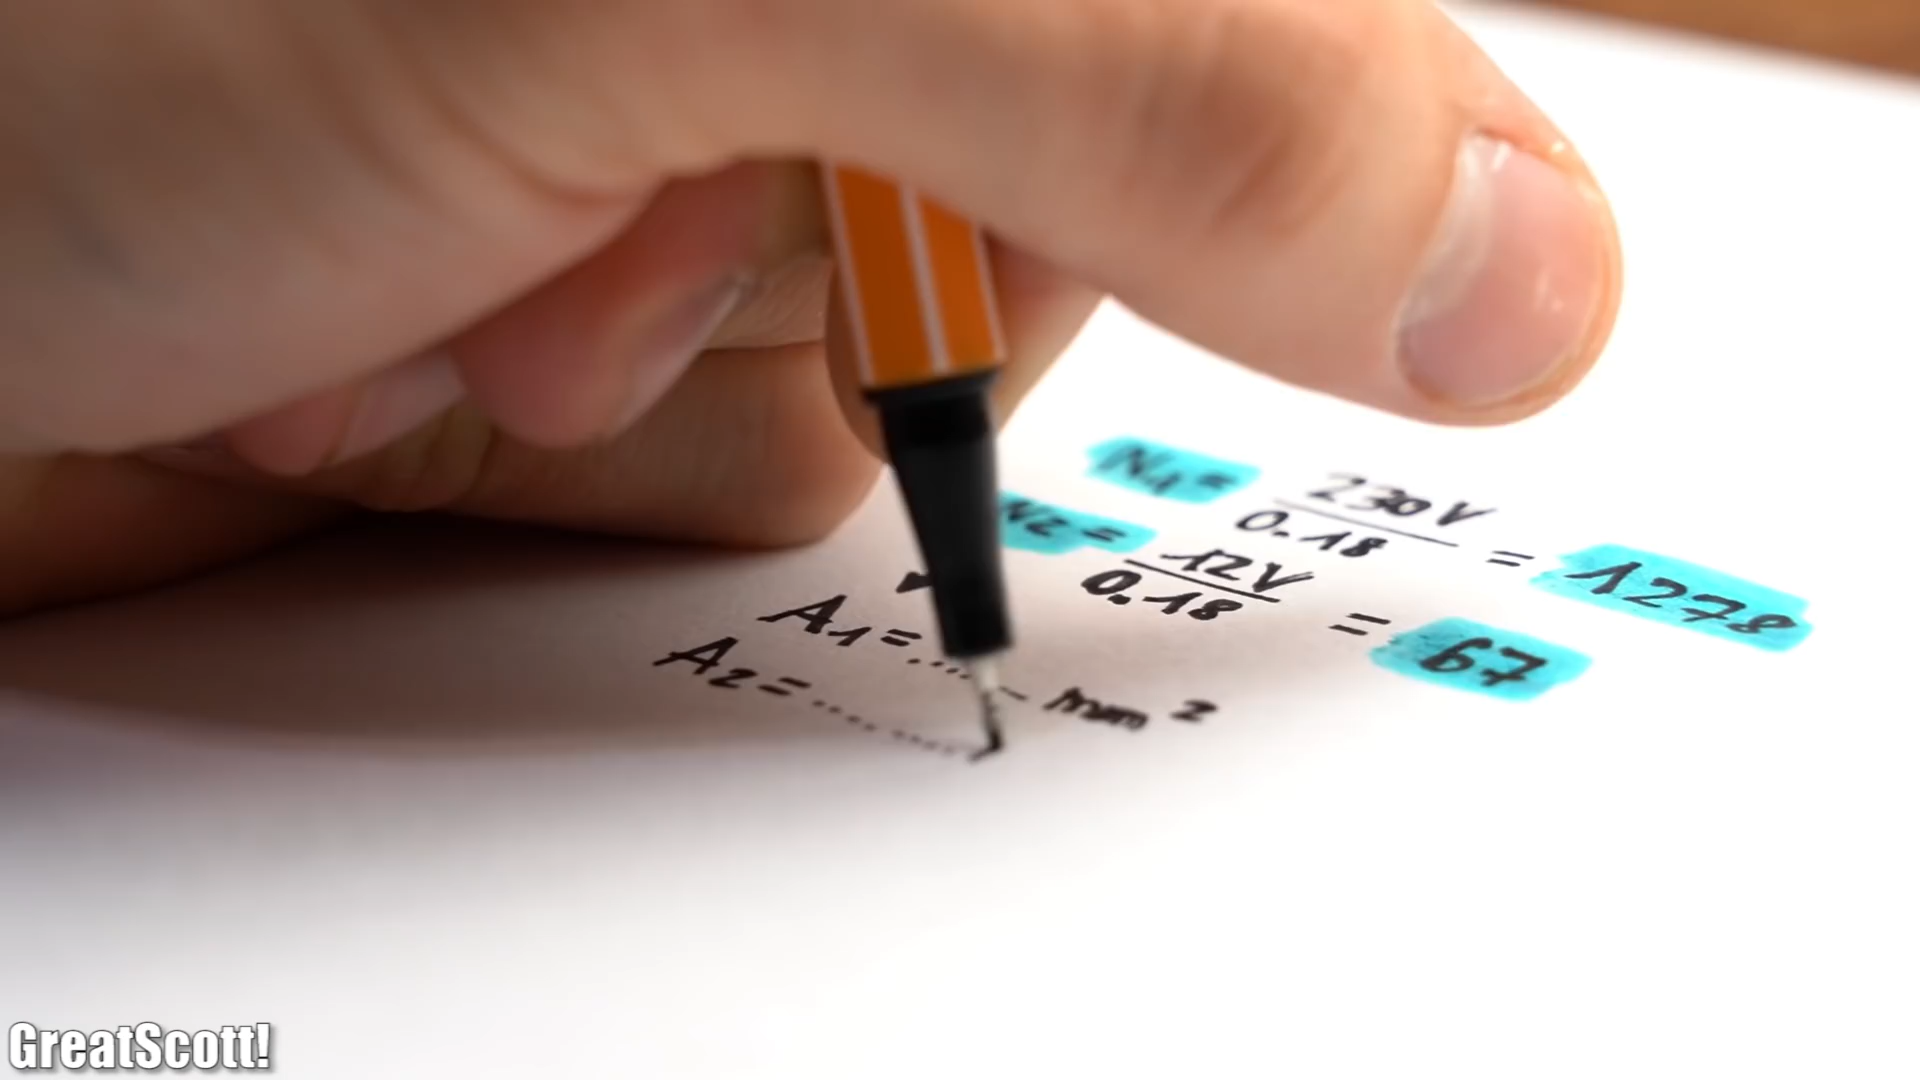 N1= 230V / 0.18 = 1278
N2= 12V / 0.18 = 67
A1=....... mm²
A2=..........
GreatScott!